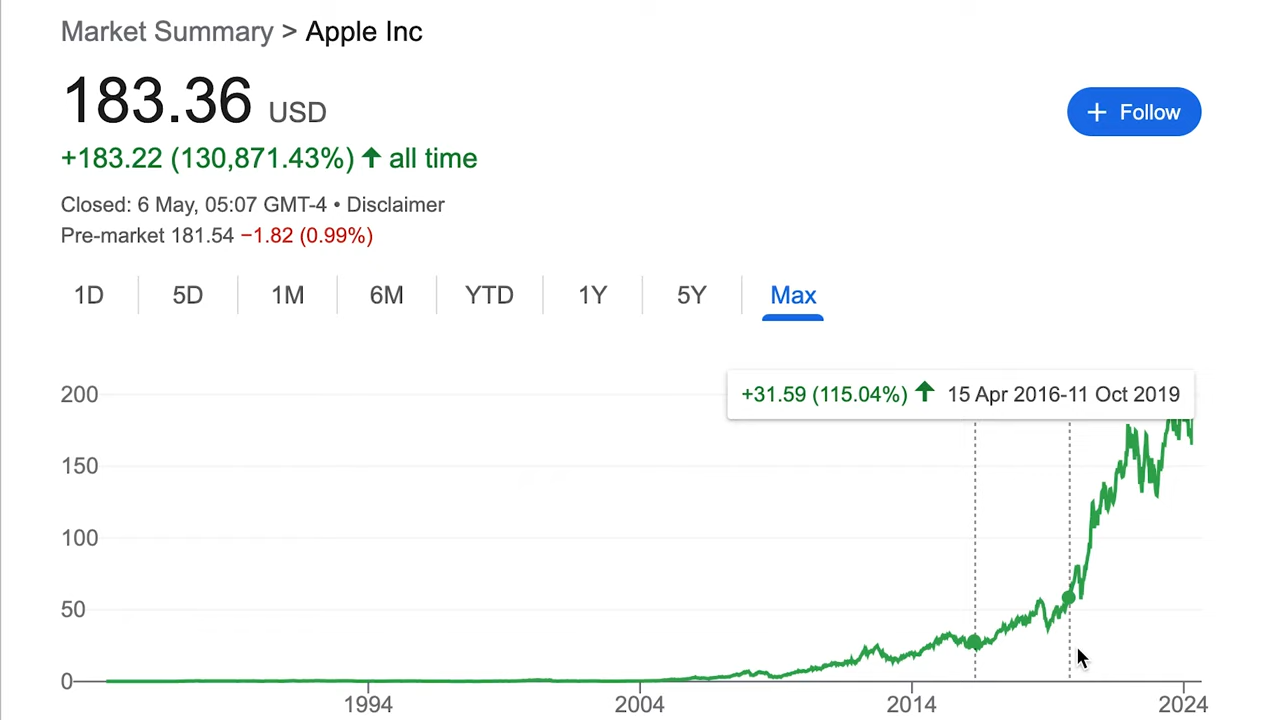 Market Summary > Apple Inc
183.36 USD
+ Follow
+183.22 (130,871.43%) ↑ all time
Closed: 6 May, 05:07 GMT-4 • Disclaimer
Pre-market 181.54 −1.82 (0.99%)
1D 5D 1M 6M YTD 1Y 5Y Max
+31.59 (115.04%) ↑ 15 Apr 2016-11 Oct 2019
200
150
100
50
0
1994 2004 2014 2024